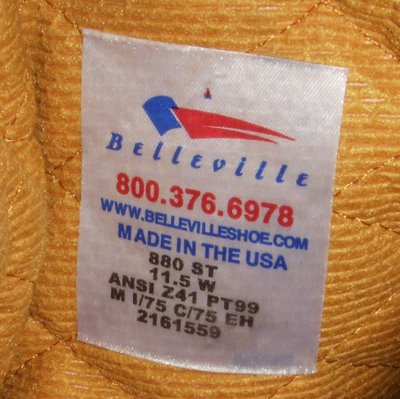 Belleville
800.376.6978
WWW.BELLEVILLESHOE.COM
MADE IN THE USA
880 ST
11.5 W
ANSI Z41 PT99
M I/75 C/75 EH
2161559